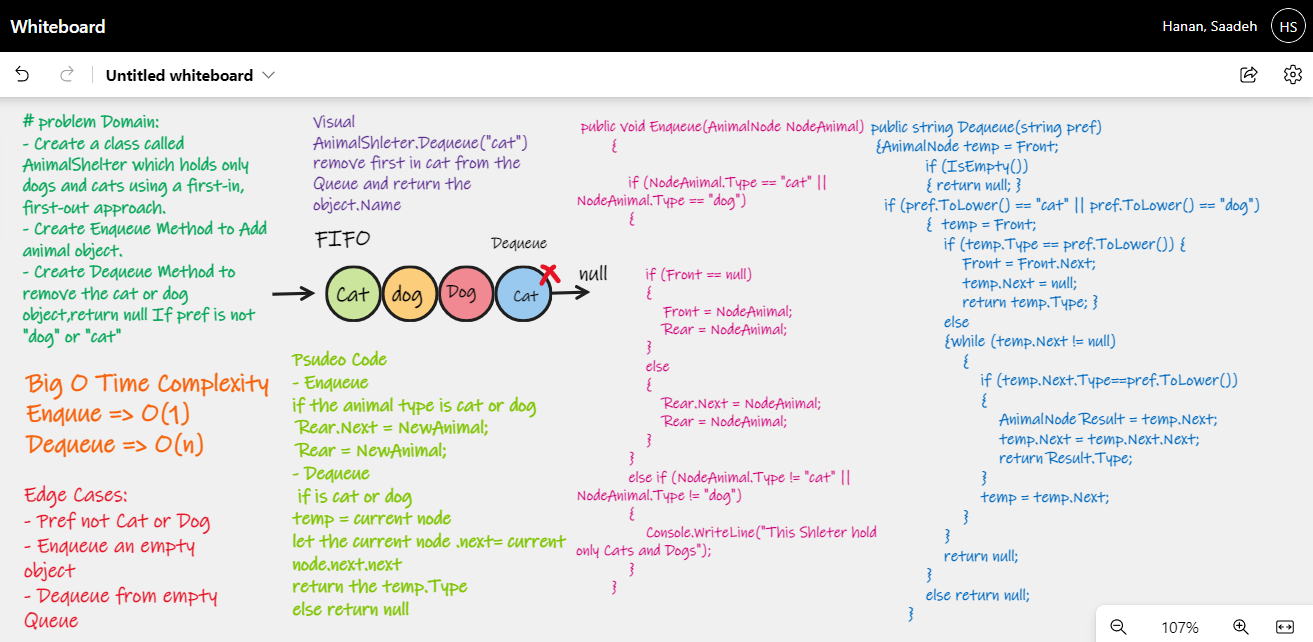 Whiteboard
Hanan, Saadeh
HS
Untitled whiteboard
# problem Domain:
- Create a class called
AnimalShelter which holds only
dogs and cats using a first-in,
first-out approach.
- Create Enqueue Method to Add
animal object.
- Create Dequeue Method to
remove the cat or dog
object,return null If pref is not
"dog" or "cat"
Big O Time Complexity
Enquue => O(1)
Dequeue => O(n)
Edge Cases:
- Pref not Cat or Dog
- Enqueue an empty
object
- Dequeue from empty
Queue
Visual
AnimalShleter.Dequeue("cat")
remove first in cat from the
Queue and return the
object.Name
FIFO
Dequeue
Cat
dog
Dog
Cat
null
Psudeo Code
- Enqueue
if the animal type is cat or dog
Rear.Next = NewAnimal;
Rear = NewAnimal;
- Dequeue
if is cat or dog
temp = current node
let the current node .next= current
node.next.next
return the temp.Type
else return null
public void Enqueue(AnimalNode NodeAnimal)
{
if (NodeAnimal.Type == "cat" ||
NodeAnimal.Type == "dog")
{
if (Front == null)
{
Front = NodeAnimal;
Rear = NodeAnimal;
}
else
{
Rear.Next = NodeAnimal;
Rear = NodeAnimal;
}
}
else if (NodeAnimal.Type != "cat" ||
NodeAnimal.Type != "dog")
{
Console.WriteLine("This Shleter hold
only Cats and Dogs");
}
}
public string Dequeue(string pref)
{AnimalNode temp = Front;
if (IsEmpty())
{ return null; }
if (pref.ToLower() == "cat" || pref.ToLower() == "dog")
{ temp = Front;
if (temp.Type == pref.ToLower()) {
Front = Front.Next;
temp.Next = null;
return temp.Type; }
else
{while (temp.Next != null)
{
if (temp.Next.Type==pref.ToLower())
{
AnimalNode Result = temp.Next;
temp.Next = temp.Next.Next;
return Result.Type;
}
temp = temp.Next;
}
}
return null;
}
else return null;
}
107%